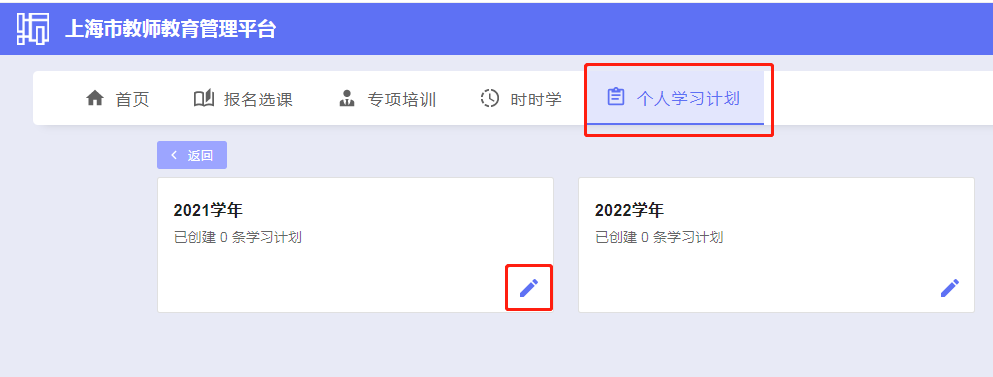 上海市教师教育管理平台
首页 报名选课 专项培训 时时学 个人学习计划
返回
2021学年 2022学年
已创建 0 条学习计划 已创建 0 条学习计划